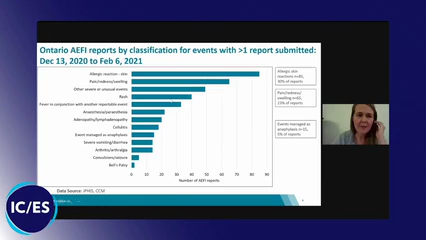 Ontario AEFI reports by classification for events with >1 report submitted:
Dec 13, 2020 to Feb 6, 2021
Allergic reaction - skin
Pain/redness/swelling
Other severe or unusual events
Rash
Fever in conjunction with another reportable event
Anaesthesia/paraesthesia
Adenopathy/lymphadenopathy
Cellulitis
Event managed as anaphylaxis
Severe vomiting/diarrhea
Arthritis/arthralgia
Convulsions/seizure
Bell's Palsy
0 10 20 30 40 50 60 70 80 90
Number of AEFI reports
Allergic skin
reactions n=85,
30% of reports
Pain/redness/
swelling n=65,
23% of reports
Events managed as
anaphylaxis n=15,
5% of reports
Data Source: iPHIS, CCM
IC/ES